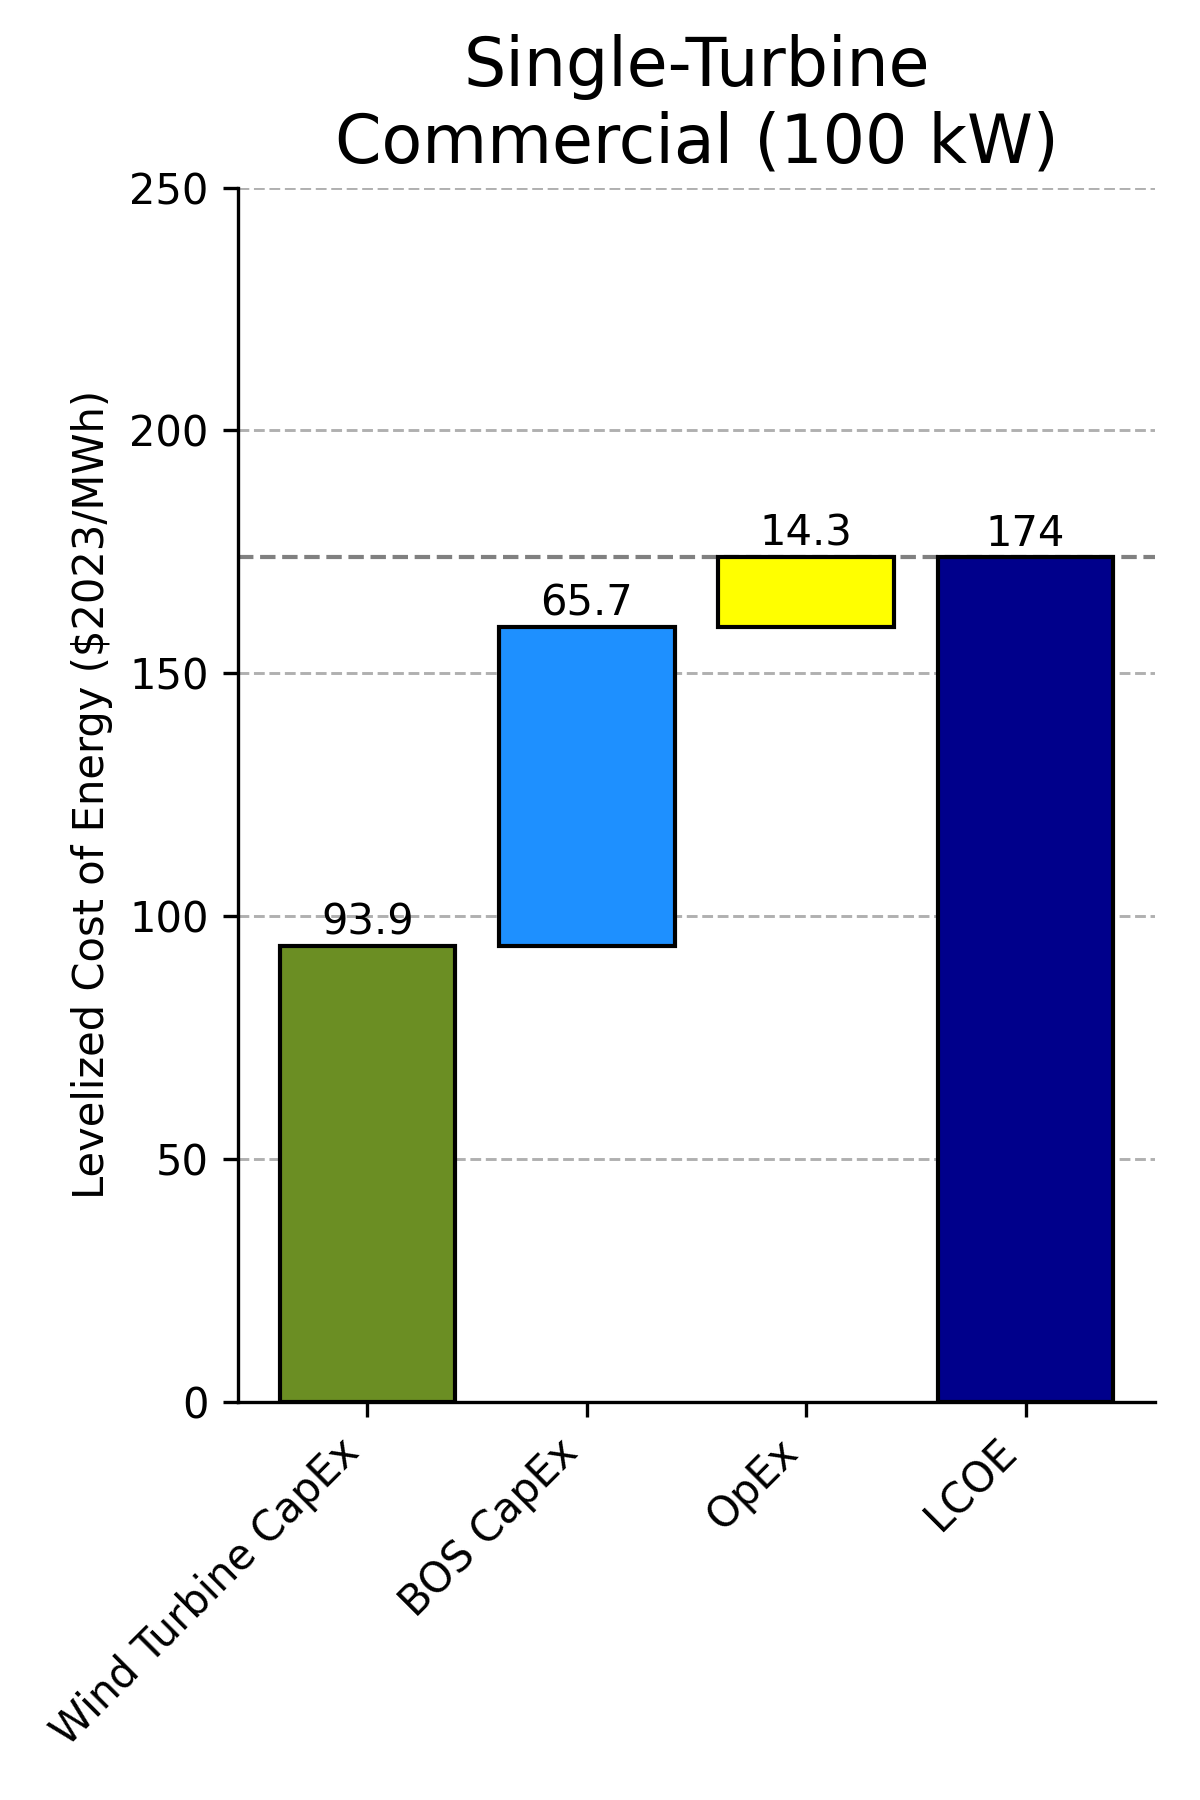 Single-Turbine
Commercial (100 kW)
Levelized Cost of Energy ($2023/MWh)
250
200
150
100
50
0
93.9
65.7
14.3
174
Wind Turbine CapEx
BOS CapEx
OpEx
LCOE